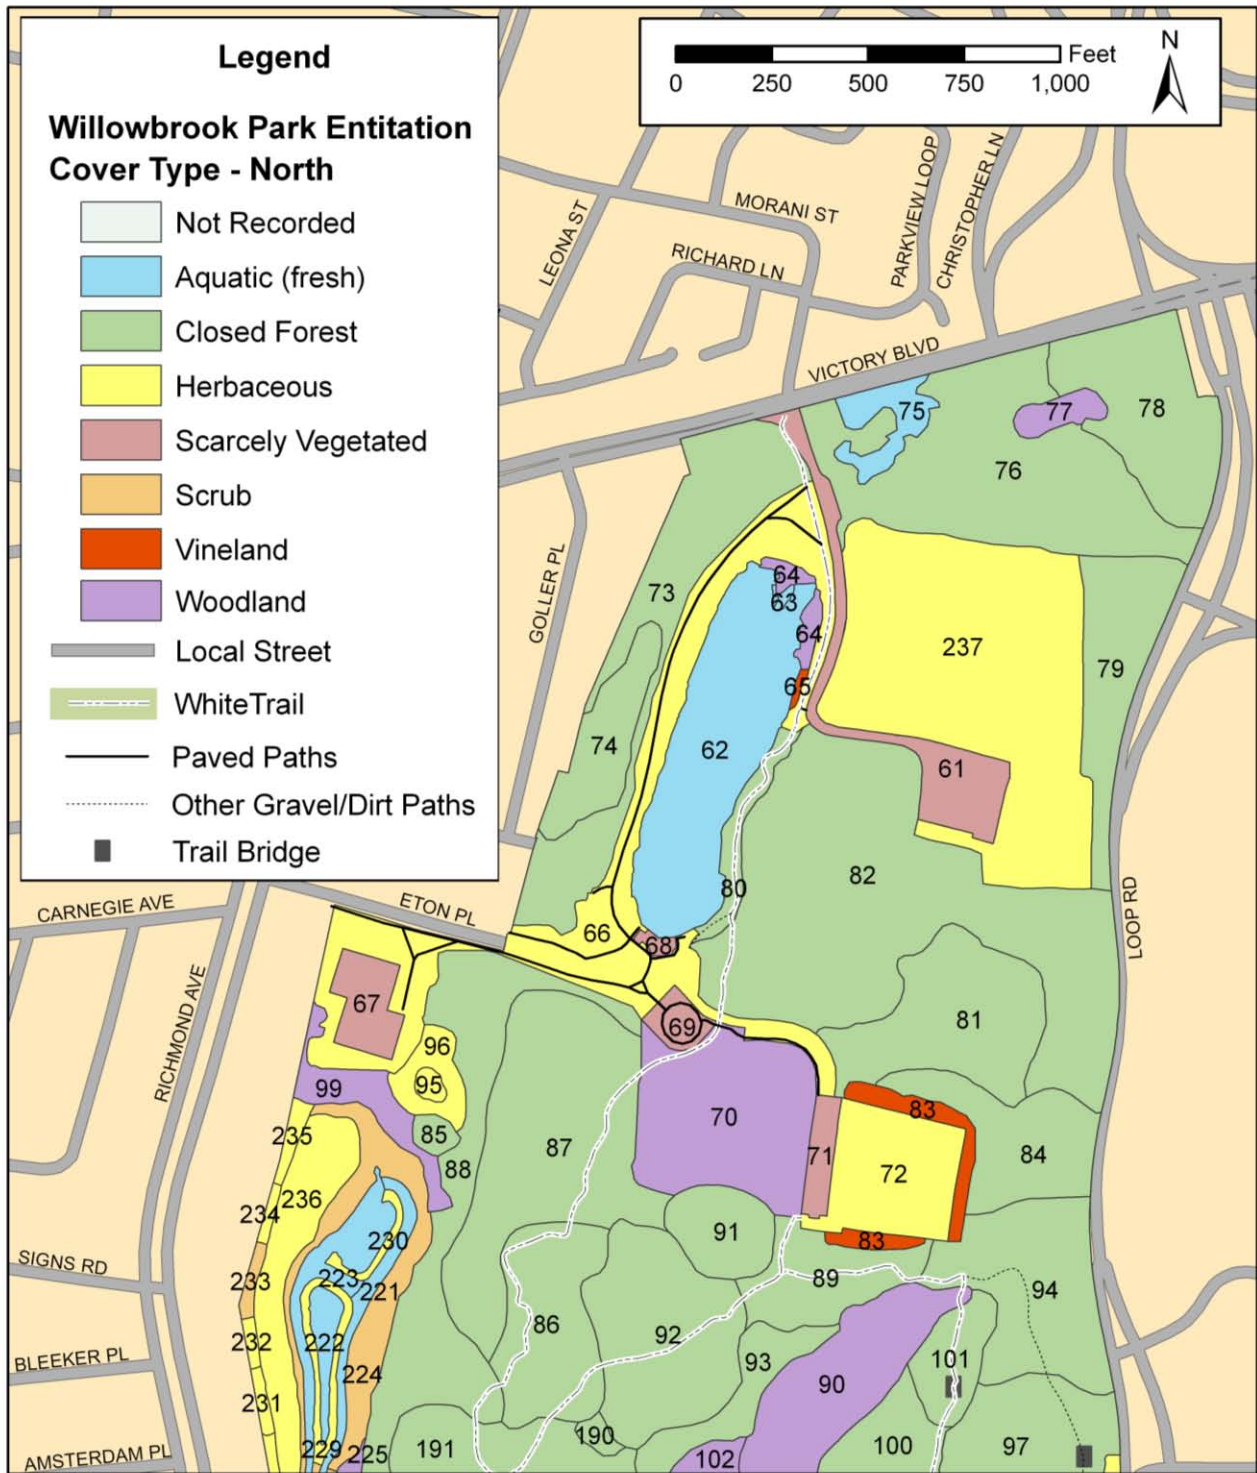 Legend
Willowbrook Park Entitation
Cover Type - North
Not Recorded
Aquatic (fresh)
Closed Forest
Herbaceous
Scarcely Vegetated
Scrub
Vineland
Woodland
Local Street
WhiteTrail
Paved Paths
Other Gravel/Dirt Paths
Trail Bridge
N
Feet
0 250 500 750 1,000
MORANI ST
PARKVIEW LOOP
CHRISTOPHER LN
LEONA ST
RICHARD LN
VICTORY BLVD
75
77
78
76
GOLLER PL
73
64
63
64
237
79
65
74
62
61
80
82
CARNEGIE AVE
ETON PL
LOOP RD
66
68
RICHMOND AVE
67
69
81
96
95
99
83
70
235
85
87
71
84
88
72
236
234
230
91
83
SIGNS RD
233
223
221
89
94
86
92
232
222
BLEEKER PL
224
93
101
90
231
190
229
225
191
100
97
AMSTERDAM PL
102